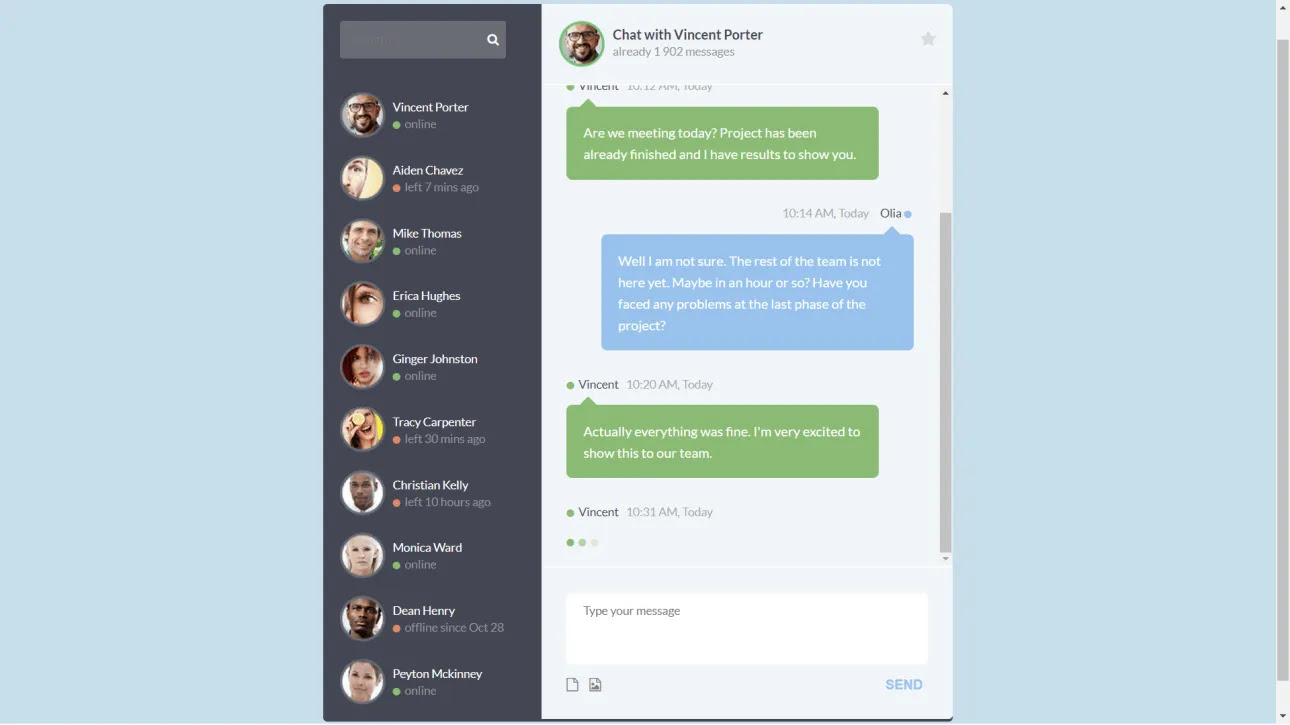 Vincent Porter
online
Aiden Chavez
left 7 mins ago
Mike Thomas
online
Erica Hughes
online
Ginger Johnston
online
Tracy Carpenter
left 30 mins ago
Christian Kelly
left 10 hours ago
Monica Ward
online
Dean Henry
offline since Oct 28
Peyton Mckinney
online
Chat with Vincent Porter
already 1 902 messages
Vincent 10:12 AM, Today
Are we meeting today? Project has been
already finished and I have results to show you.
10:14 AM, Today Olia
Well I am not sure. The rest of the team is not
here yet. Maybe in an hour or so? Have you
faced any problems at the last phase of the
project?
Vincent 10:20 AM, Today
Actually everything was fine. I'm very excited to
show this to our team.
Vincent 10:31 AM, Today
Type your message
SEND